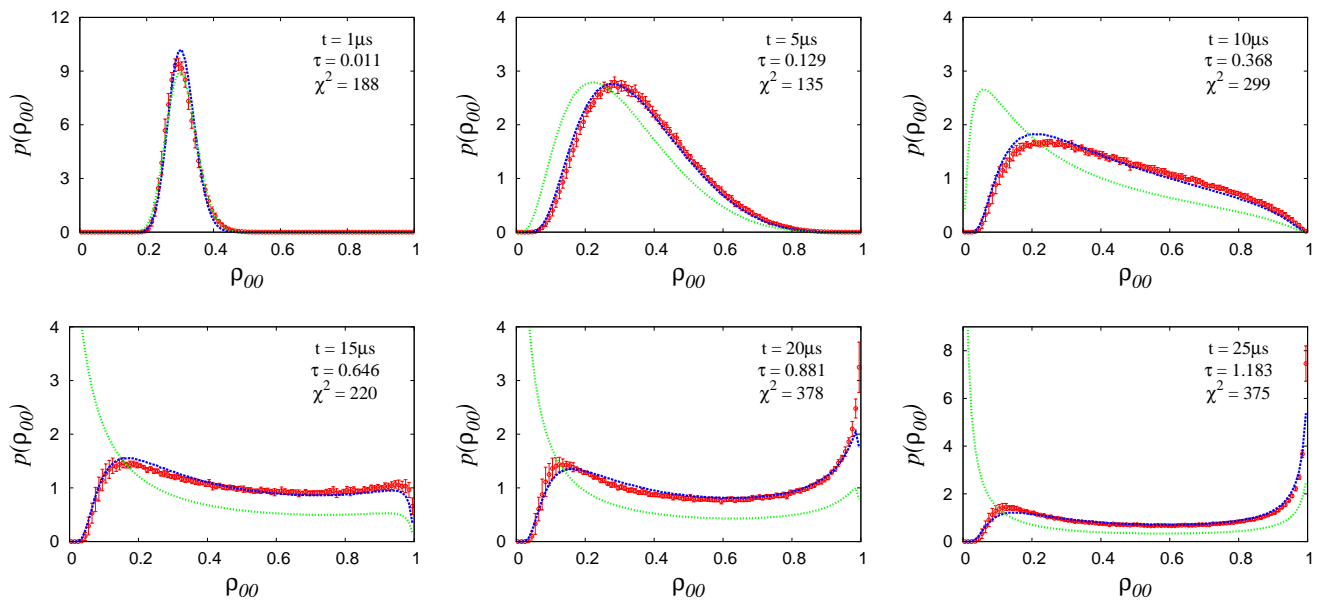 12
9
6
3
0
p(ρ00)
0 0.2 0.4 0.6 0.8 1
ρ00
t = 1μs
τ = 0.011
χ² = 188
4
3
2
1
0
p(ρ00)
0 0.2 0.4 0.6 0.8 1
ρ00
t = 5μs
τ = 0.129
χ² = 135
4
3
2
1
0
p(ρ00)
0 0.2 0.4 0.6 0.8 1
ρ00
t = 10μs
τ = 0.368
χ² = 299
4
3
2
1
0
p(ρ00)
0 0.2 0.4 0.6 0.8 1
ρ00
t = 15μs
τ = 0.646
χ² = 220
4
3
2
1
0
p(ρ00)
0 0.2 0.4 0.6 0.8 1
ρ00
t = 20μs
τ = 0.881
χ² = 378
8
6
4
2
0
p(ρ00)
0 0.2 0.4 0.6 0.8 1
ρ00
t = 25μs
τ = 1.183
χ² = 375